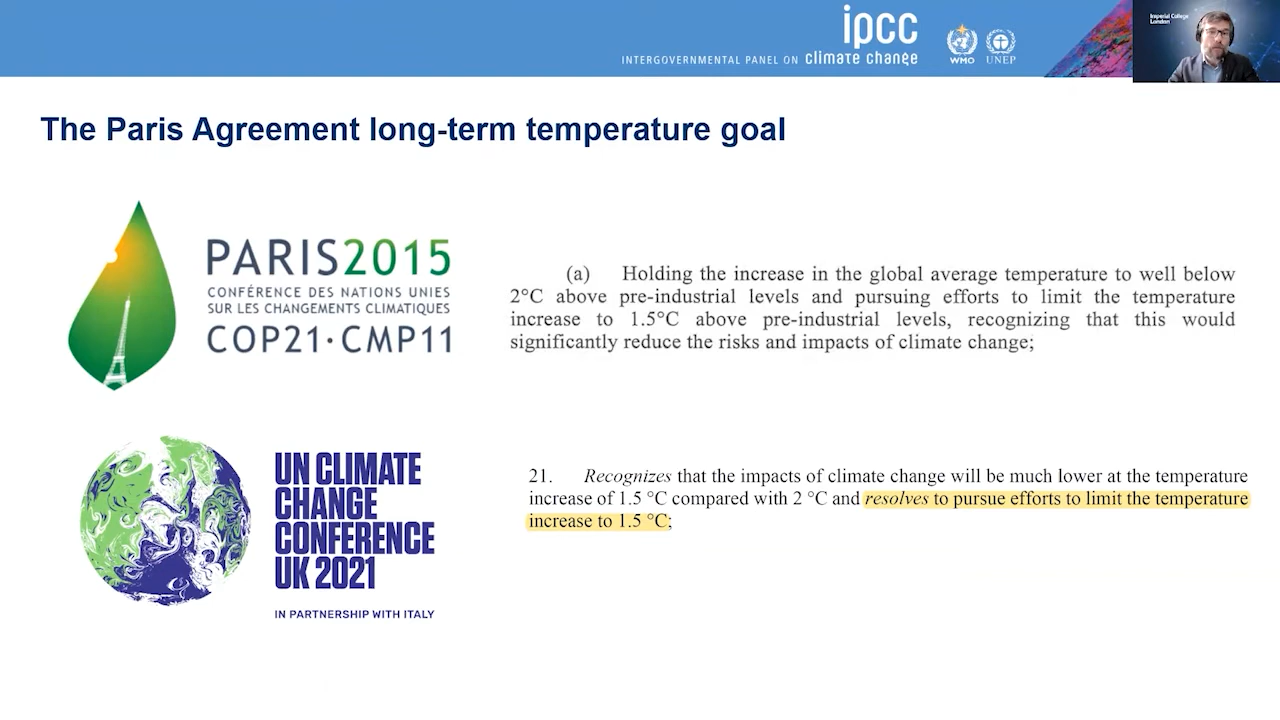 ipcc
INTERGOVERNMENTAL PANEL ON climate change
WMO
UNEP
Imperial College
London
The Paris Agreement long-term temperature goal
PARIS2015
CONFÉRENCE DES NATIONS UNIES
SUR LES CHANGEMENTS CLIMATIQUES
COP21·CMP11
(a) Holding the increase in the global average temperature to well below
2°C above pre-industrial levels and pursuing efforts to limit the temperature
increase to 1.5°C above pre-industrial levels, recognizing that this would
significantly reduce the risks and impacts of climate change;
UN CLIMATE
CHANGE
CONFERENCE
UK 2021
IN PARTNERSHIP WITH ITALY
21. Recognizes that the impacts of climate change will be much lower at the temperature
increase of 1.5 °C compared with 2 °C and resolves to pursue efforts to limit the temperature
increase to 1.5 °C;